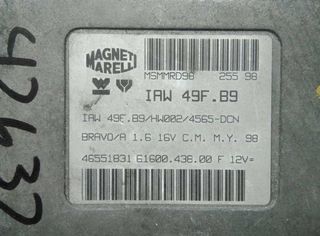 MAGNETI
MARELLI
MSMMRD98 255 98
IAW 49F.B9
IAW 49F.B9/HW002/4565-DCN
BRAVO/A 1.6 16V C.M. M.Y. 98
46551831 61600.438.00 F 12V=
42637